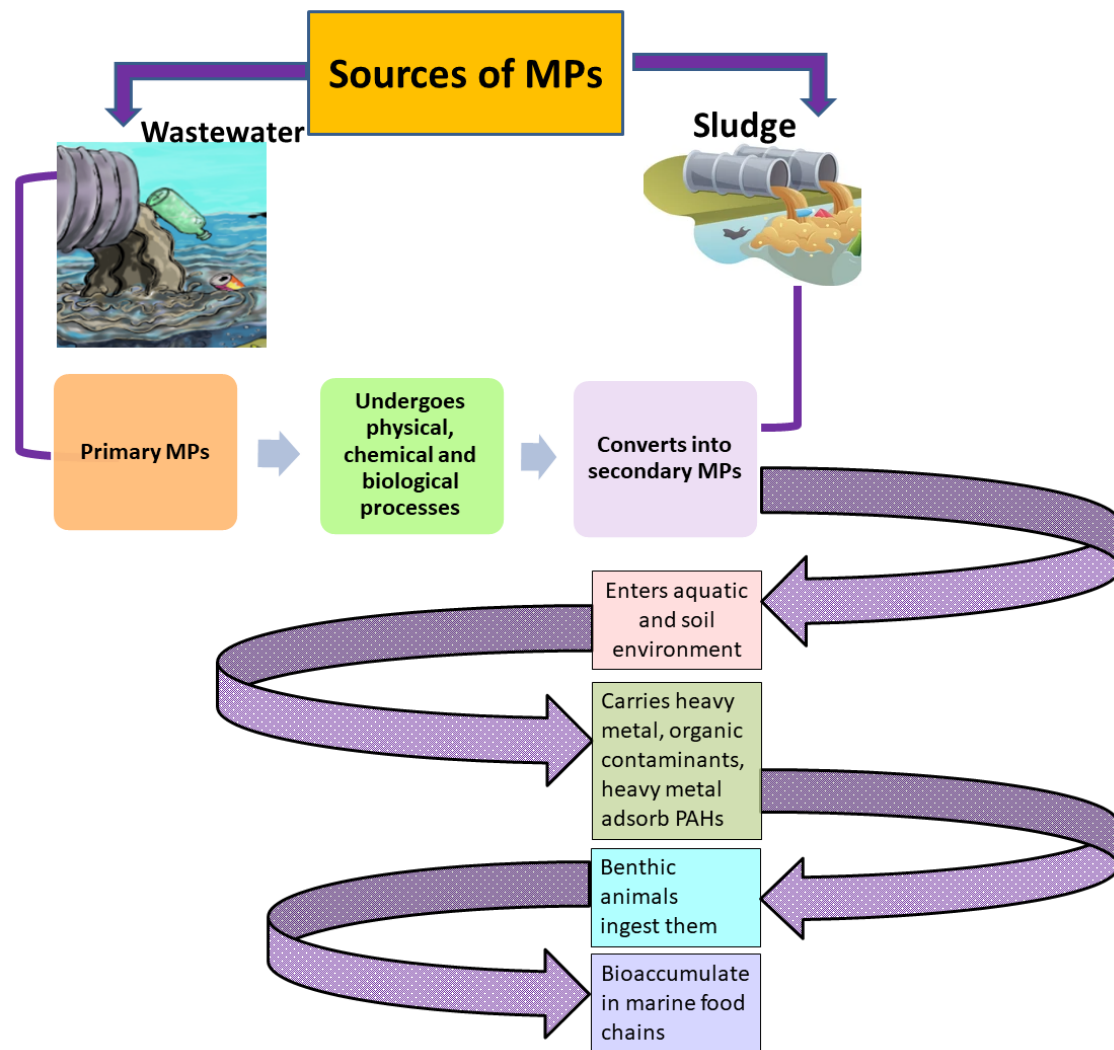 Sources of MPs
Wastewater
Sludge
Primary MPs
Undergoes
physical,
chemical and
biological
processes
Converts into
secondary MPs
Enters aquatic
and soil
environment
Carries heavy
metal, organic
contaminants,
heavy metal
adsorb PAHs
Benthic
animals
ingest them
Bioaccumulate
in marine food
chains